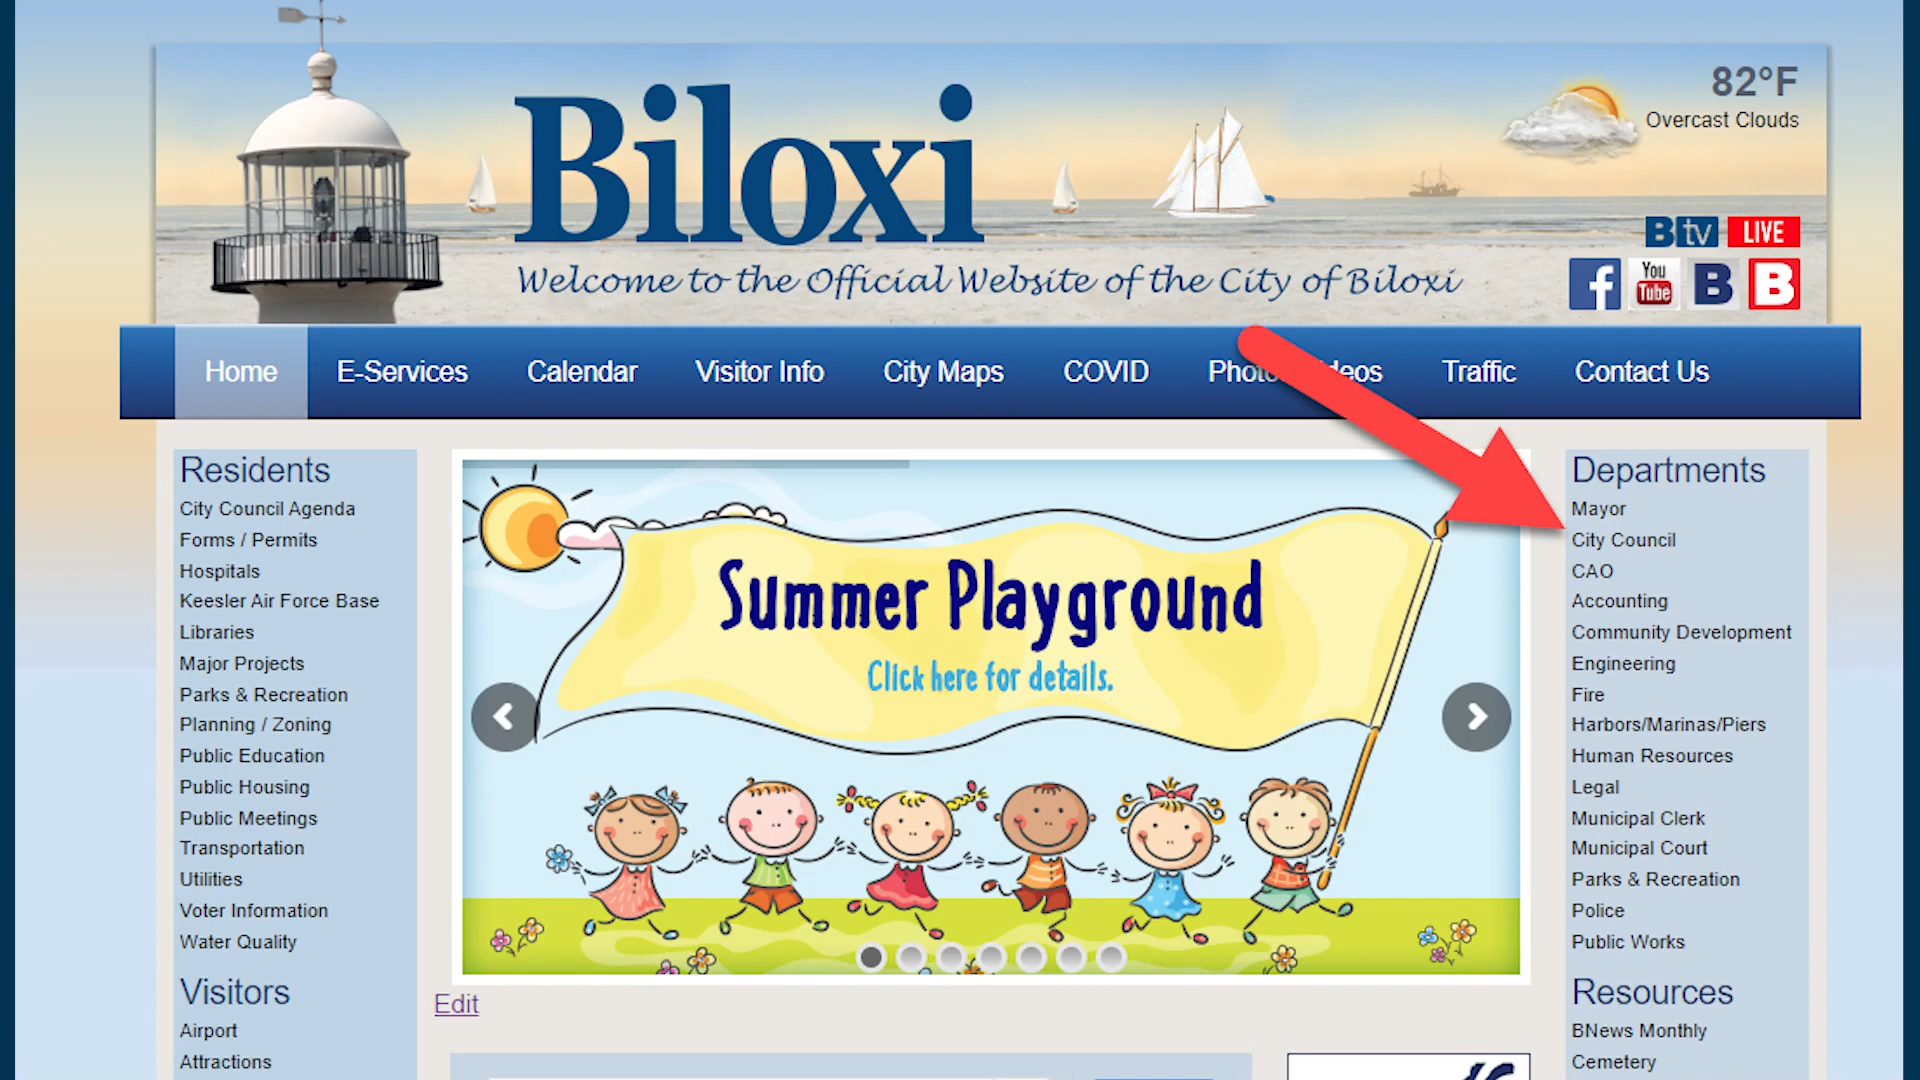 Biloxi
Welcome to the Official Website of the City of Biloxi
82°F
Overcast Clouds
Btv LIVE
f You Tube B B
Home E-Services Calendar Visitor Info City Maps COVID Traffic Contact Us
Residents
City Council Agenda
Forms / Permits
Hospitals
Keesler Air Force Base
Libraries
Major Projects
Parks & Recreation
Planning / Zoning
Public Education
Public Housing
Public Meetings
Transportation
Utilities
Voter Information
Water Quality
Visitors
Airport
Attractions
Summer Playground
Click here for details.
Edit
Departments
Mayor
City Council
CAO
Accounting
Community Development
Engineering
Fire
Harbors/Marinas/Piers
Human Resources
Legal
Municipal Clerk
Municipal Court
Parks & Recreation
Police
Public Works
Resources
BNews Monthly
Cemetery